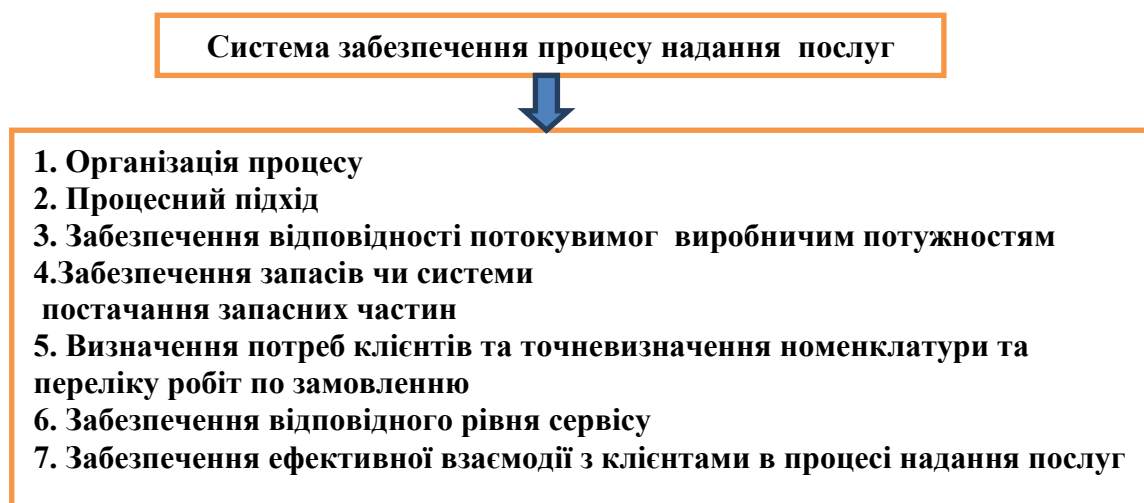 Система забезпечення процесу надання послуг
1. Організація процесу
2. Процесний підхід
3. Забезпечення відповідності потокувимог виробничим потужностям
4.Забезпечення запасів чи системи
постачання запасних частин
5. Визначення потреб клієнтів та точневизначення номенклатури та
переліку робіт по замовленню
6. Забезпечення відповідного рівня сервісу
7. Забезпечення ефективної взаємодії з клієнтами в процесі надання послуг